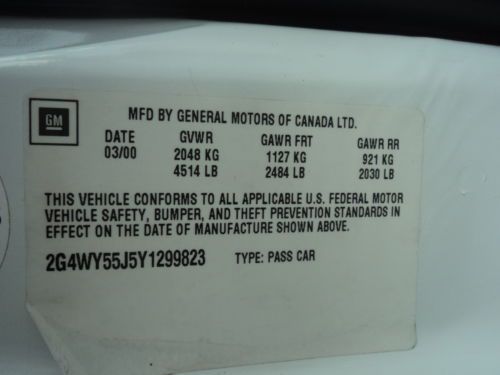 GM
MFD BY GENERAL MOTORS OF CANADA LTD.
DATE GVWR GAWR FRT GAWR RR
03/00 2048 KG 1127 KG 921 KG
4514 LB 2484 LB 2030 LB
THIS VEHICLE CONFORMS TO ALL APPLICABLE U.S. FEDERAL MOTOR
VEHICLE SAFETY, BUMPER, AND THEFT PREVENTION STANDARDS IN
EFFECT ON THE DATE OF MANUFACTURE SHOWN ABOVE.
2G4WY55J5Y1299823 TYPE: PASS CAR